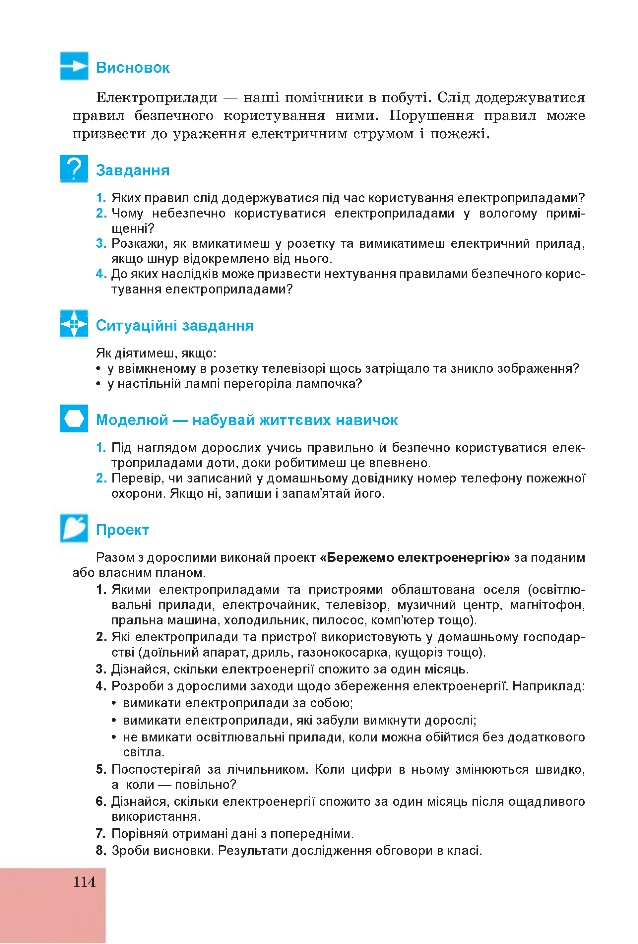 Висновок
Електроприлади — наші помічники в побуті. Слід додержуватися
правил безпечного користування ними. Порушення правил може
призвести до ураження електричним струмом і пожежі.
?
Завдання
1. Яких правил слід додержуватися під час користування електроприладами?
2. Чому небезпечно користуватися електроприладами у вологому примі-
щенні?
3. Розкажи, як вмикатимеш у розетку та вимикатимеш електричний прилад,
якщо шнур відокремлено від нього.
4. До яких наслідків може призвести нехтування правилами безпечного корис-
тування електроприладами?
Ситуаційні завдання
Як діятимеш, якщо:
• у ввімкненому в розетку телевізорі щось затріщало та зникло зображення?
• у настільній лампі перегоріла лампочка?
Моделюй — набувай життєвих навичок
1. Під наглядом дорослих учись правильно й безпечно користуватися елек-
троприладами доти, доки робитимеш це впевнено.
2. Перевір, чи записаний у домашньому довіднику номер телефону пожежної
охорони. Якщо ні, запиши і запам’ятай його.
Проект
Разом з дорослими виконай проект «Бережемо електроенергію» за поданим
або власним планом.
1. Якими електроприладами та пристроями облаштована оселя (освітлю-
вальні прилади, електрочайник, телевізор, музичний центр, магнітофон,
пральна машина, холодильник, пилосос, комп’ютер тощо).
2. Які електроприлади та пристрої використовують у домашньому господар-
стві (доїльний апарат, дриль, газонокосарка, кущоріз тощо).
3. Дізнайся, скільки електроенергії спожито за один місяць.
4. Розроби з дорослими заходи щодо збереження електроенергії. Наприклад:
• вимикати електроприлади за собою;
• вимикати електроприлади, які забули вимкнути дорослі;
• не вмикати освітлювальні прилади, коли можна обійтися без додаткового
світла.
5. Поспостерігай за лічильником. Коли цифри в ньому змінюються швидко,
а коли — повільно?
6. Дізнайся, скільки електроенергії спожито за один місяць після ощадливого
використання.
7. Порівняй отримані дані з попередніми.
8. Зроби висновки. Результати дослідження обговори в класі.
114